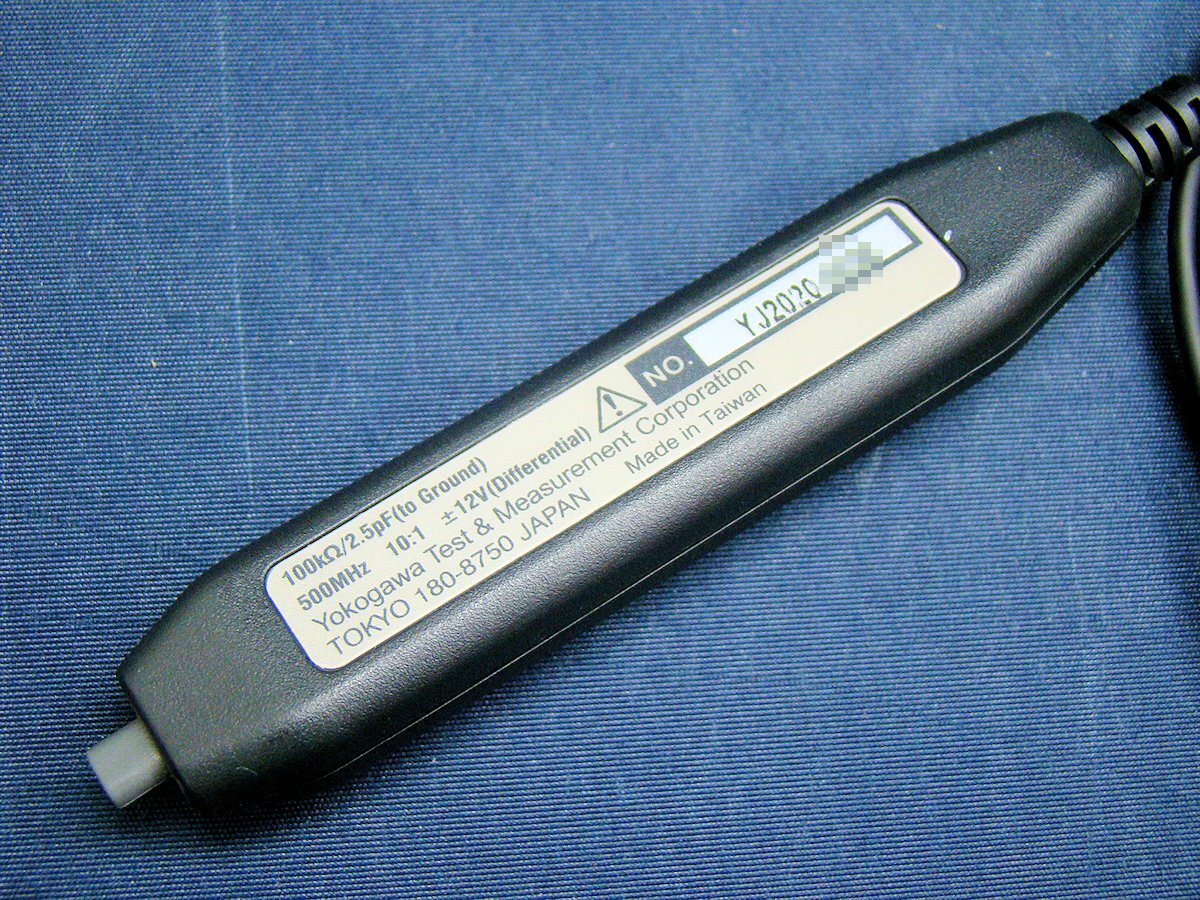 100kΩ/2.5pF(to Ground)
500MHz 10:1 ±12V(Differential)
NO. YJ2020
Yokogawa Test & Measurement Corporation
TOKYO 180-8750 JAPAN Made in Taiwan